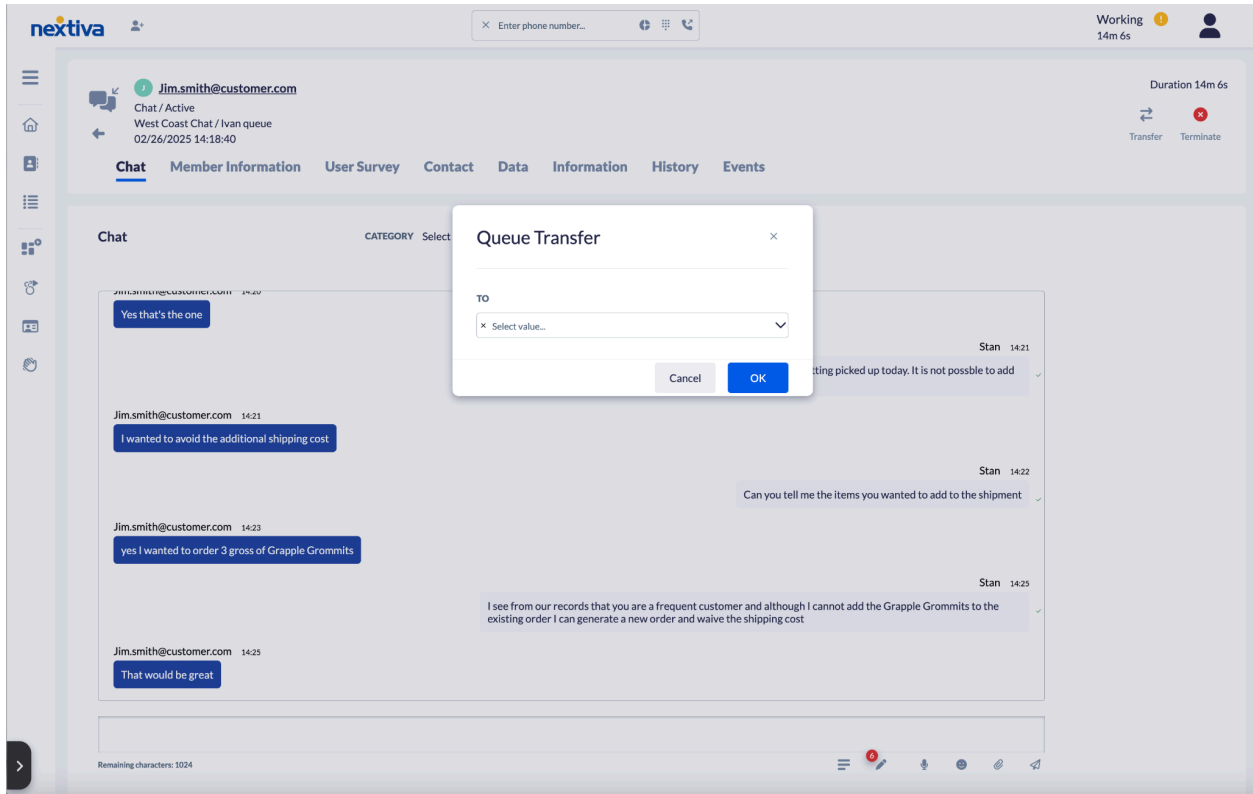 nextiva
Enter phone number...
Working
14m 6s
J
Jim.smith@customer.com
Chat / Active
West Coast Chat / Ivan queue
02/26/2025 14:18:40
Duration 14m 6s
Transfer Terminate
Chat Member Information User Survey Contact Data Information History Events
Chat
CATEGORY Select
Queue Transfer
TO
Select value...
Cancel OK
Jim.smith@customer.com 14:20
Yes that's the one
Stan 14:21
tting picked up today. It is not possble to add
Jim.smith@customer.com 14:21
I wanted to avoid the additional shipping cost
Stan 14:22
Can you tell me the items you wanted to add to the shipment
Jim.smith@customer.com 14:23
yes I wanted to order 3 gross of Grapple Grommits
Stan 14:25
I see from our records that you are a frequent customer and although I cannot add the Grapple Grommits to the
existing order I can generate a new order and waive the shipping cost
Jim.smith@customer.com 14:25
That would be great
Remaining characters: 1024
6